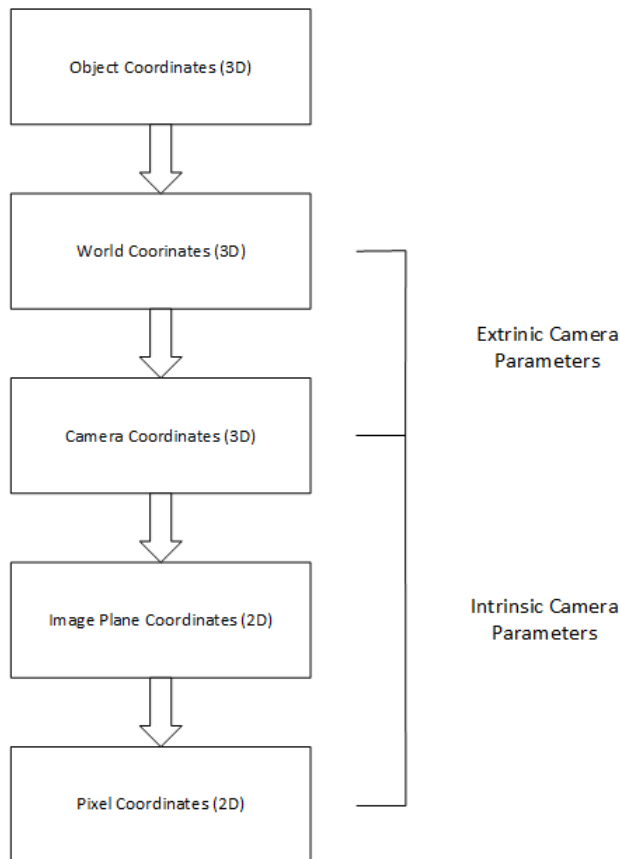 Object Coordinates (3D)
World Coorinates (3D)
Extrinic Camera
Parameters
Camera Coordinates (3D)
Image Plane Coordinates (2D)
Intrinsic Camera
Parameters
Pixel Coordinates (2D)